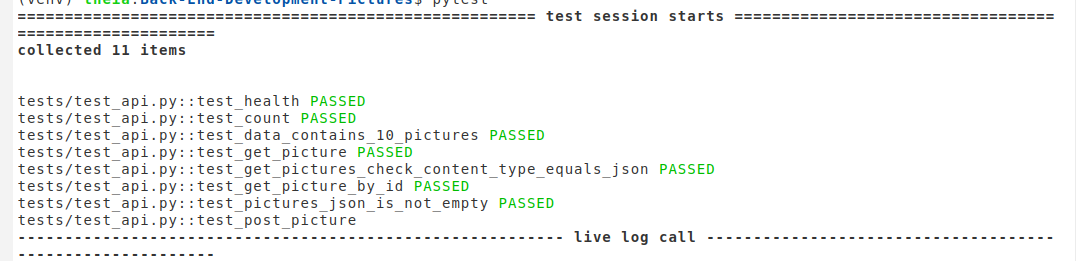 (venv) theia:Back-End-Development-Pictures$ pytest
======================================================= test session starts ==================================
=====================
collected 11 items
tests/test_api.py::test_health PASSED
tests/test_api.py::test_count PASSED
tests/test_api.py::test_data_contains_10_pictures PASSED
tests/test_api.py::test_get_picture PASSED
tests/test_api.py::test_get_pictures_check_content_type_equals_json PASSED
tests/test_api.py::test_get_picture_by_id PASSED
tests/test_api.py::test_pictures_json_is_not_empty PASSED
tests/test_api.py::test_post_picture
---------------------------------------------------------- live log call -------------------------------------
---------------------